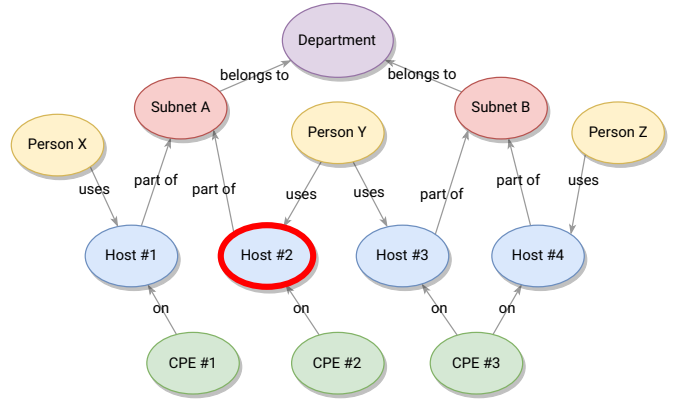 Department
belongs to
belongs to
Subnet A
Subnet B
Person X
Person Y
Person Z
uses
part of
part of
uses
uses
part of
part of
uses
Host #1
Host #2
Host #3
Host #4
on
on
on
on
CPE #1
CPE #2
CPE #3